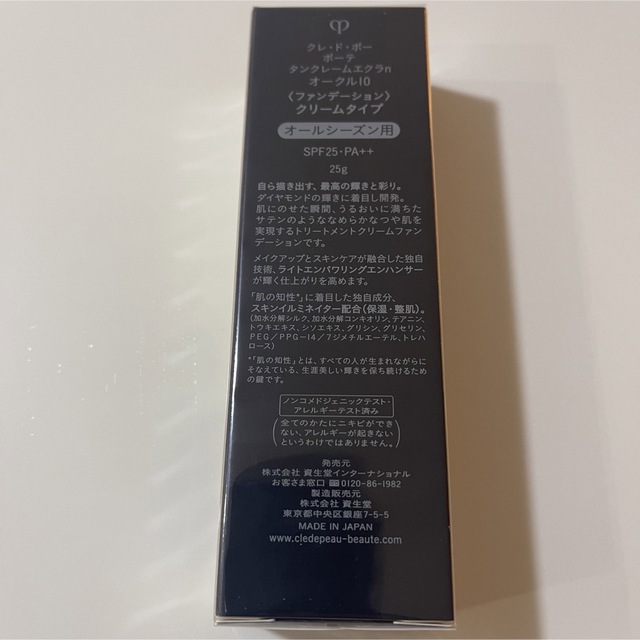 クレ・ド・ポー
ボーテ
タンクレームエクラn
オークル10
〈ファンデーション〉
クリームタイプ
オールシーズン用
SPF25・PA++
25g
自ら描き出す、最高の輝きと彩り。
ダイヤモンドの輝きに着目し開発。
肌にのせた瞬間、うるおいに満ちた
サテンのようななめらかなつや肌を
実現するトリートメントクリームファン
デーションです。
メイクアップとスキンケアが融合した独自
技術、ライトエンパワリングエンハンサー
が輝く仕上がりを高めます。
「肌の知性*」に着目した独自成分、
スキンイルミネイター配合(保湿・整肌)。
(加水分解シルク、加水分解コンキオリン、テアニン、
トウキエキス、シソエキス、グリシン、グリセリン、
PEG/PPG-14/7ジメチルエーテル、トレハ
ロース)
*「肌の知性」とは、すべての人が生まれながらに
そなえている、生涯美しい輝きを保ち続けるため
の鍵です。
ノンコメドジェニックテスト・
アレルギーテスト済み
(全てのかたにニキビができ
ない、アレルギーが起きない
というわけではありません。)
発売元
株式会社 資生堂インターナショナル
お客さま窓口 0120-86-1982
製造販売元
株式会社 資生堂
東京都中央区銀座7-5-5
MADE IN JAPAN
www.cledepeau-beaute.com